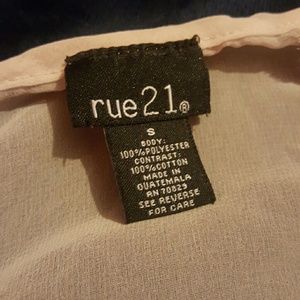 rue21®
S
BODY:
100%POLYESTER
CONTRAST:
100%COTTON
MADE IN
GUATEMALA
RN 70829
SEE REVERSE
FOR CARE